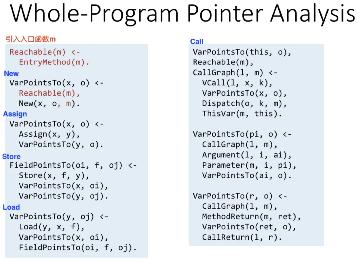 Whole-Program Pointer Analysis
引入入口函数m
Reachable(m) <-
EntryMethod(m).
New
VarPointsTo(x, o) <-
Reachable(m),
New(x, o, m).
Assign
VarPointsTo(x, o) <-
Assign(x, y),
VarPointsTo(y, o).
Store
FieldPointsTo(oi, f, oj) <-
Store(x, f, y),
VarPointsTo(x, oi),
VarPointsTo(y, oj).
Load
VarPointsTo(y, oj) <-
Load(y, x, f),
VarPointsTo(x, oi),
FieldPointsTo(oi, f, oj).
Call
VarPointsTo(this, o),
Reachable(m),
CallGraph(l, m) <-
VCall(l, x, k),
VarPointsTo(x, o),
Dispatch(o, k, m),
ThisVar(m, this).
VarPointsTo(pi, o) <-
CallGraph(l, m),
Argument(l, i, ai),
Parameter(m, i, pi),
VarPointsTo(ai, o).
VarPointsTo(r, o) <-
CallGraph(l, m),
MethodReturn(m, ret),
VarPointsTo(ret, o),
CallReturn(l, r).